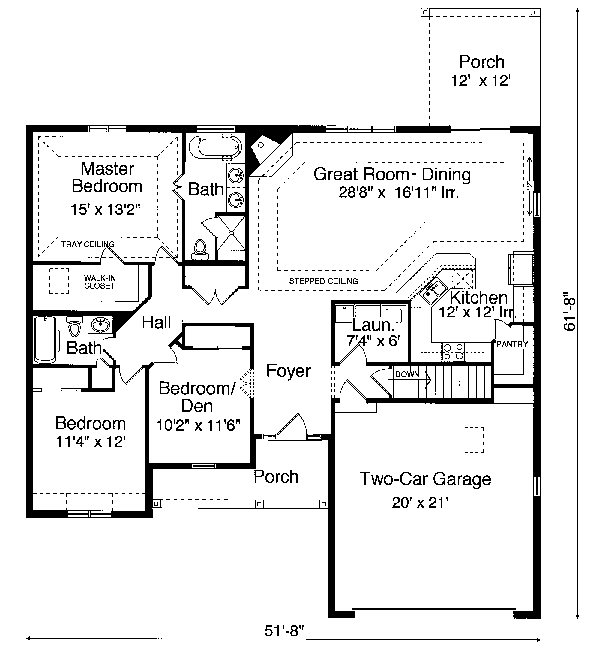 Porch
12' x 12'
Master
Bedroom
15' x 13'2"
Bath
Great Room- Dining
28'8" x 16'11" Irr.
TRAY CEILING
STEPPED CEILING
WALK-IN
CLOSET
Hall
Kitchen
12' x 12' Irr.
Laun.
7'4" x 6'
PANTRY
Bath
Foyer
DOWN
Bedroom/
Den
10'2" x 11'6"
Bedroom
11'4" x 12'
Porch
Two-Car Garage
20' x 21'
61'-8"
51'-8"